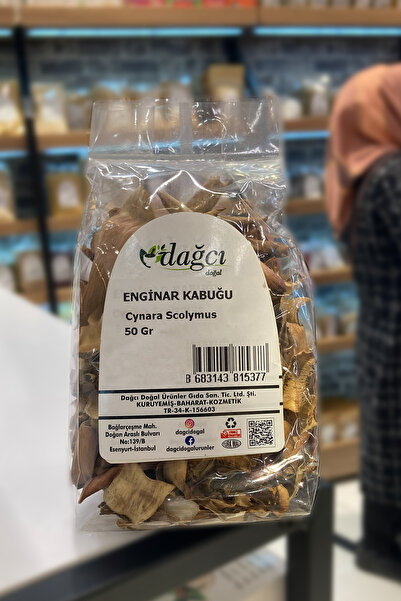 dağcı
doğal
ENGİNAR KABUĞU
Cynara Scolymus
50 Gr
8 683143 815377
Dağcı Doğal Ürünler Gıda San. Tic. Ltd. Şti.
KURUYEMİŞ-BAHARAT-KOZMETİK
TR-34-K-156603
Bağlarçeşme Mah.
Doğan Araslı Bulvarı
No:139/B
Esenyurt-İstanbul
dagcidogal
dagcidogalurunler